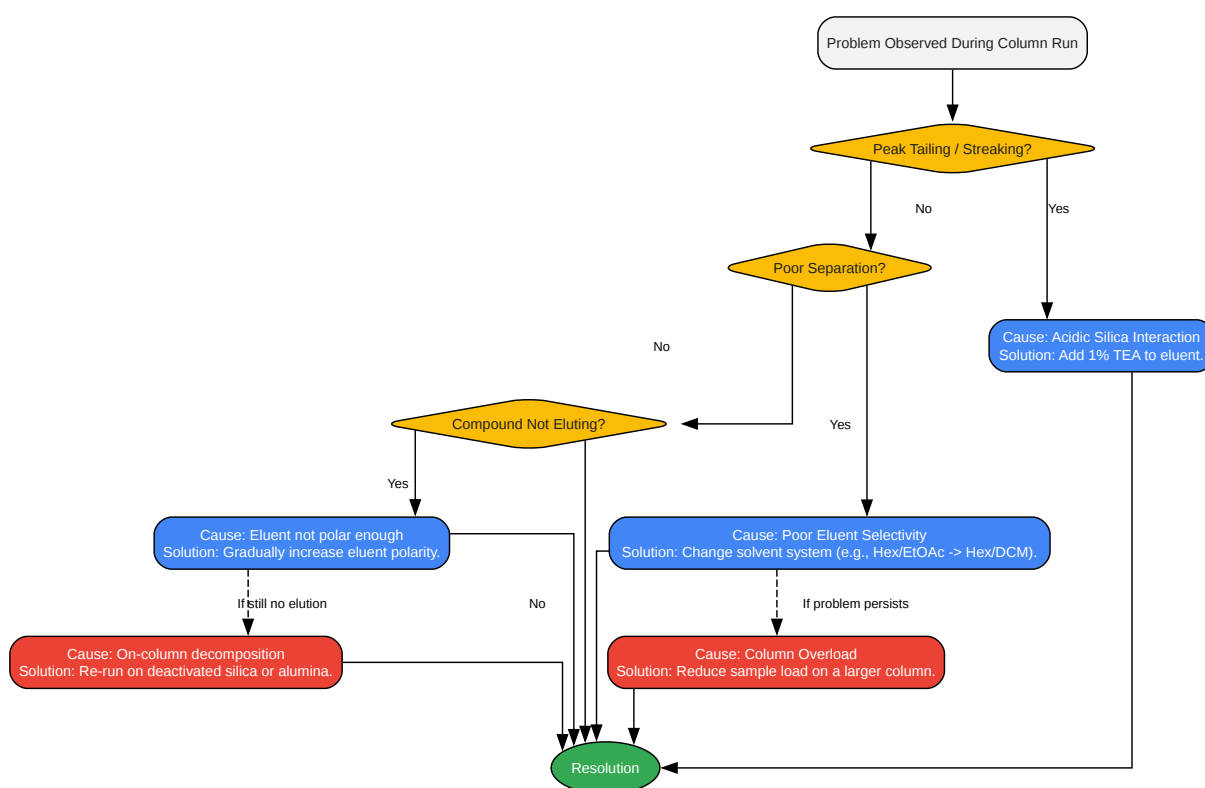 Problem Observed During Column Run
Peak Tailing / Streaking?
No
Yes
Poor Separation?
Cause: Acidic Silica Interaction
Solution: Add 1% TEA to eluent.
No
Compound Not Eluting?
Yes
Yes
Cause: Eluent not polar enough
Solution: Gradually increase eluent polarity.
Cause: Poor Eluent Selectivity
Solution: Change solvent system (e.g., Hex/EtOAc -> Hex/DCM).
If still no elution
No
If problem persists
Cause: On-column decomposition
Solution: Re-run on deactivated silica or alumina.
Cause: Column Overload
Solution: Reduce sample load on a larger column.
Resolution